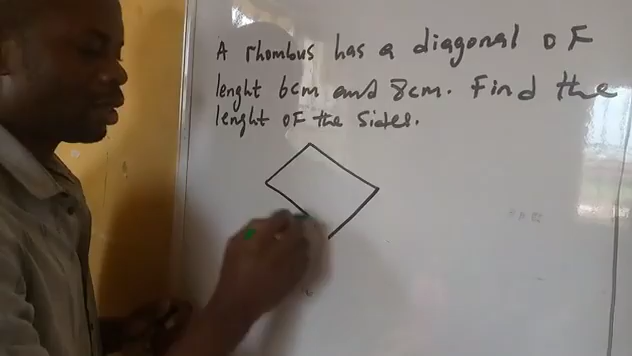 A rhombus has a diagonal OF
lenght 6cm and 8cm. Find the
lenght OF the sides.